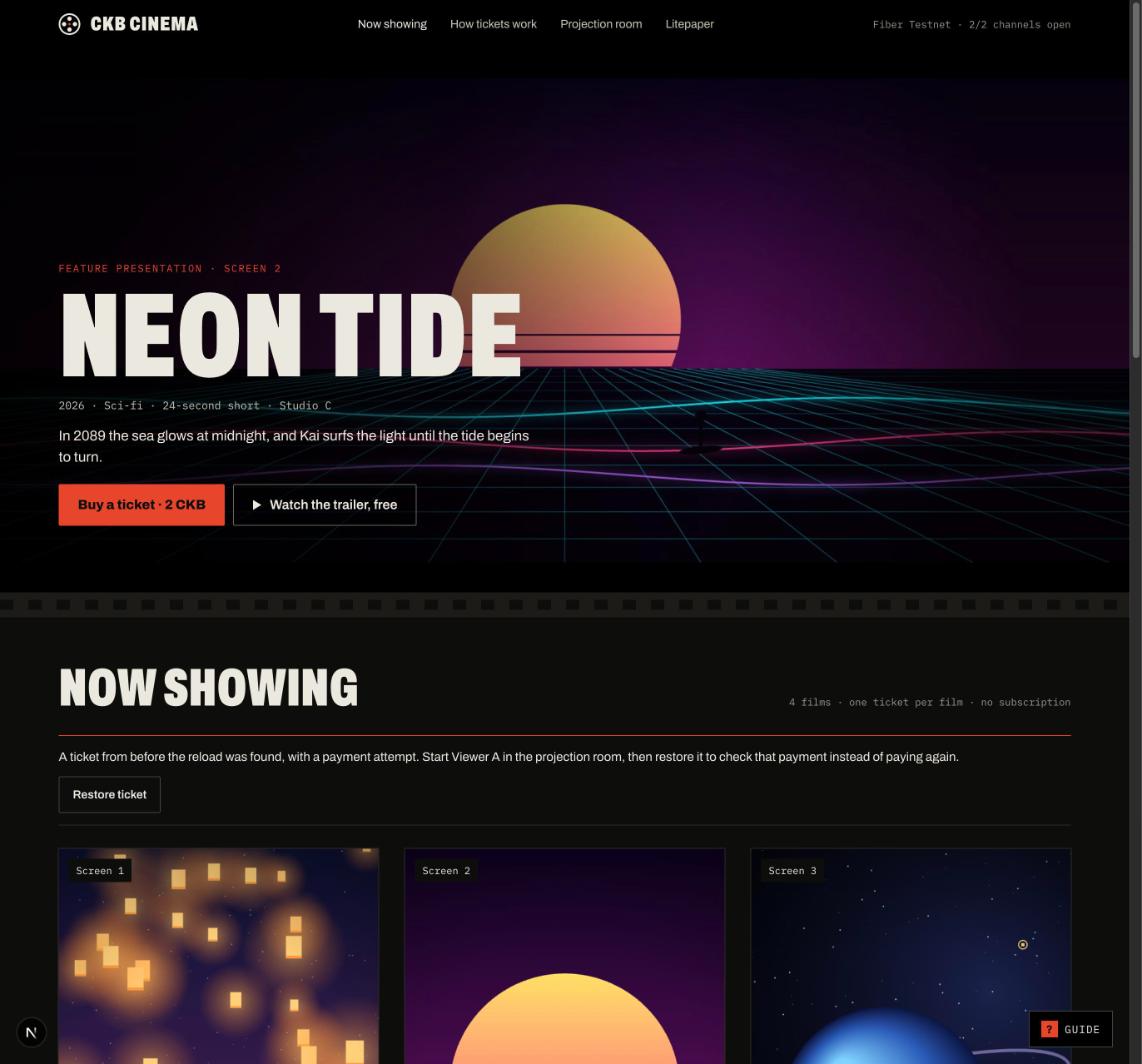 CKB CINEMA
Now showing
How tickets work
Projection room
Litepaper
Fiber Testnet · 2/2 channels open
FEATURE PRESENTATION · SCREEN 2
NEON TIDE
2026 · Sci-fi · 24-second short · Studio C
In 2089 the sea glows at midnight, and Kai surfs the light until the tide begins
to turn.
Buy a ticket · 2 CKB
Watch the trailer, free
NOW SHOWING
4 films · one ticket per film · no subscription
A ticket from before the reload was found, with a payment attempt. Start Viewer A in the projection room, then restore it to check that payment instead of paying again.
Restore ticket
Screen 1
Screen 2
Screen 3
N
? GUIDE